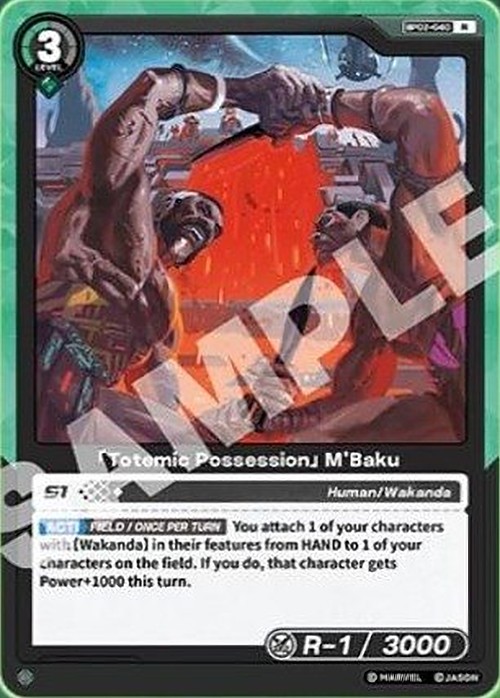 BP02-040 R
3
LEVEL
SAMPLE
「Totemic Possession」 M'Baku
S1
Human/Wakanda
ACT! FIELD / ONCE PER TURN You attach 1 of your characters
with【Wakanda】in their features from HAND to 1 of your
characters on the field. If you do, that character gets
Power+1000 this turn.
R-1 / 3000
© MARVEL © JASON